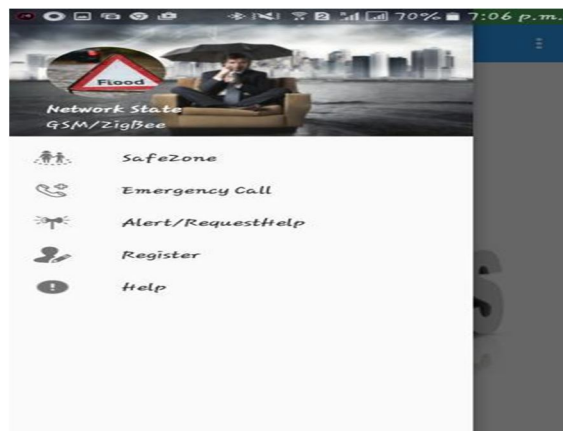 70% 7:06 p.m.
Flood
Network State
GSM/ZigBee
SafeZone
Emergency Call
Alert/RequestHelp
Register
Help
S